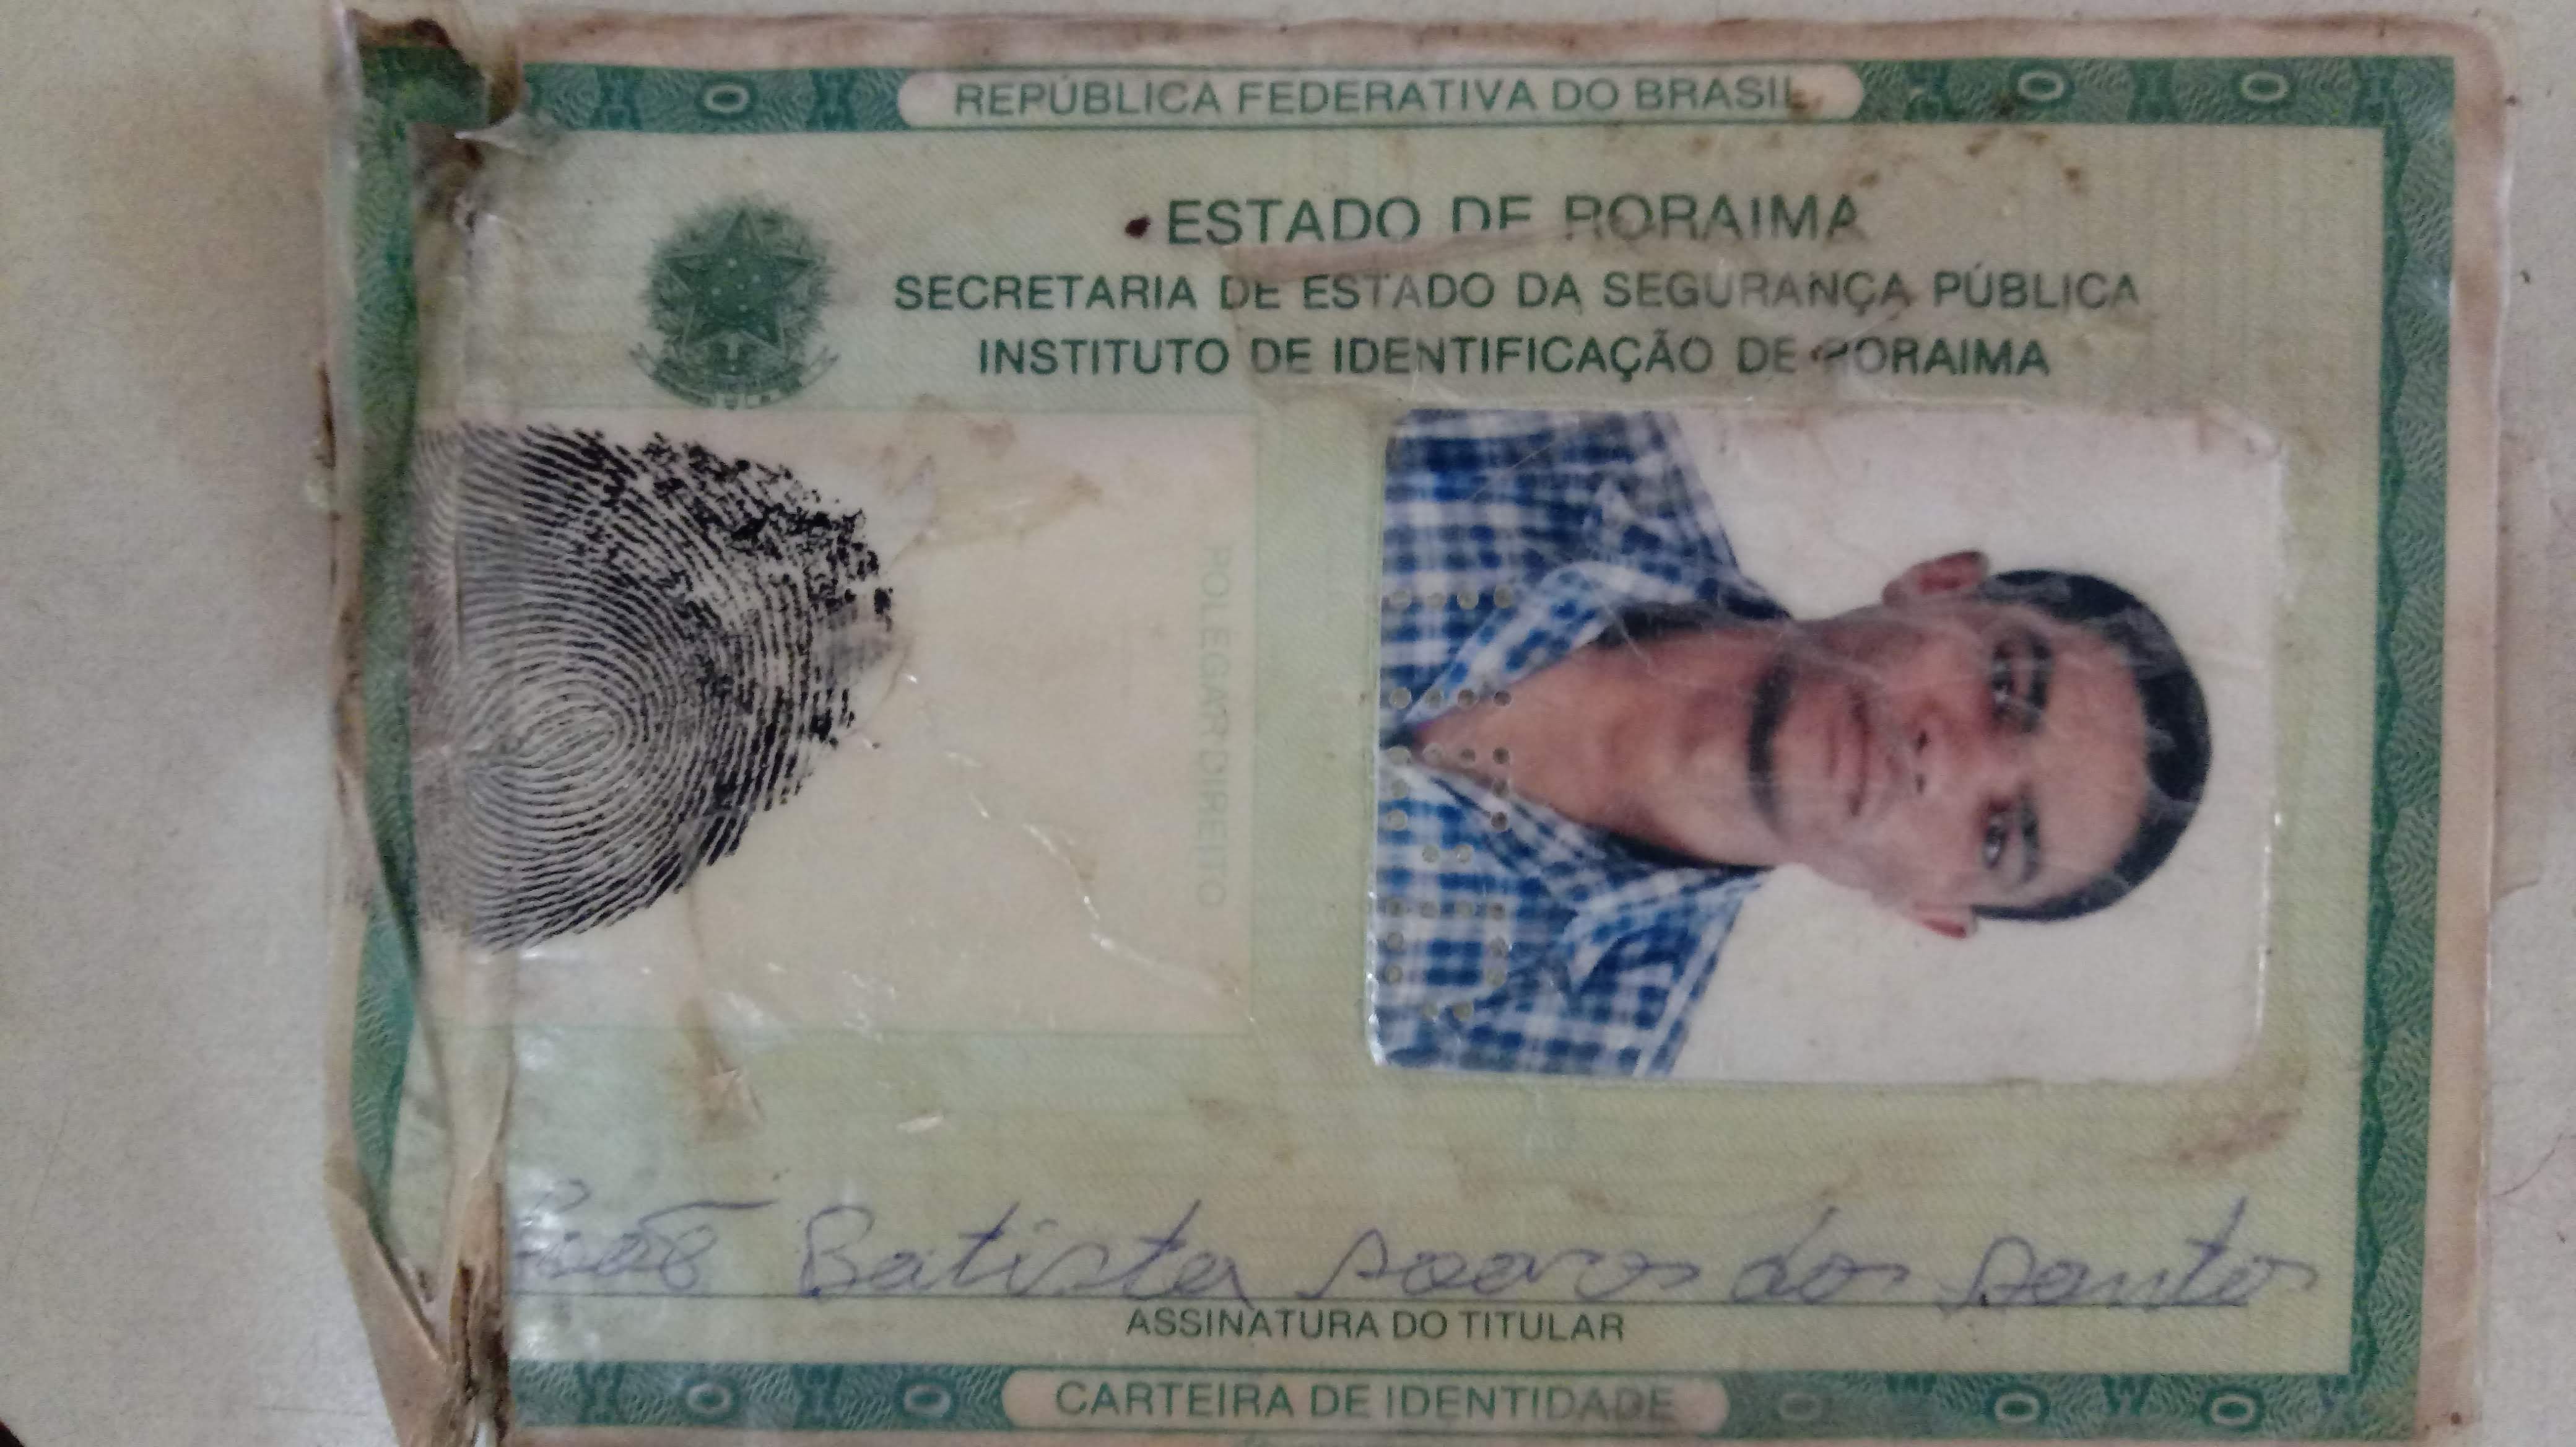 REPÚBLICA FEDERATIVA DO BRASIL
ESTADO DE RORAIMA
SECRETARIA DE ESTADO DA SEGURANÇA PÚBLICA
INSTITUTO DE IDENTIFICAÇÃO DE RORAIMA
POLEGAR DIREITO
João Batista soares dos santos
ASSINATURA DO TITULAR
CARTEIRA DE IDENTIDADE